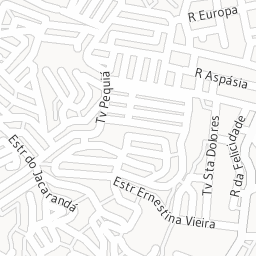 R Europa
R Aspásia
Tv Pequiá
Estr do Jacarandá
Estr Ernestina Vieira
Tv Sta Dolores
R da Felicidade